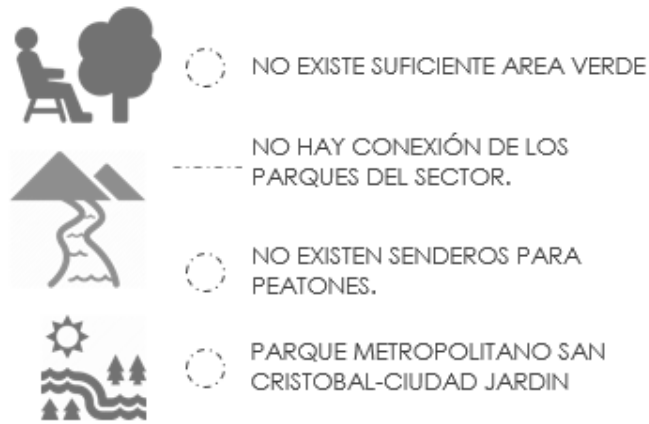 NO EXISTE SUFICIENTE AREA VERDE
NO HAY CONEXIÓN DE LOS
PARQUES DEL SECTOR.
NO EXISTEN SENDEROS PARA
PEATONES.
PARQUE METROPOLITANO SAN
CRISTOBAL-CIUDAD JARDIN